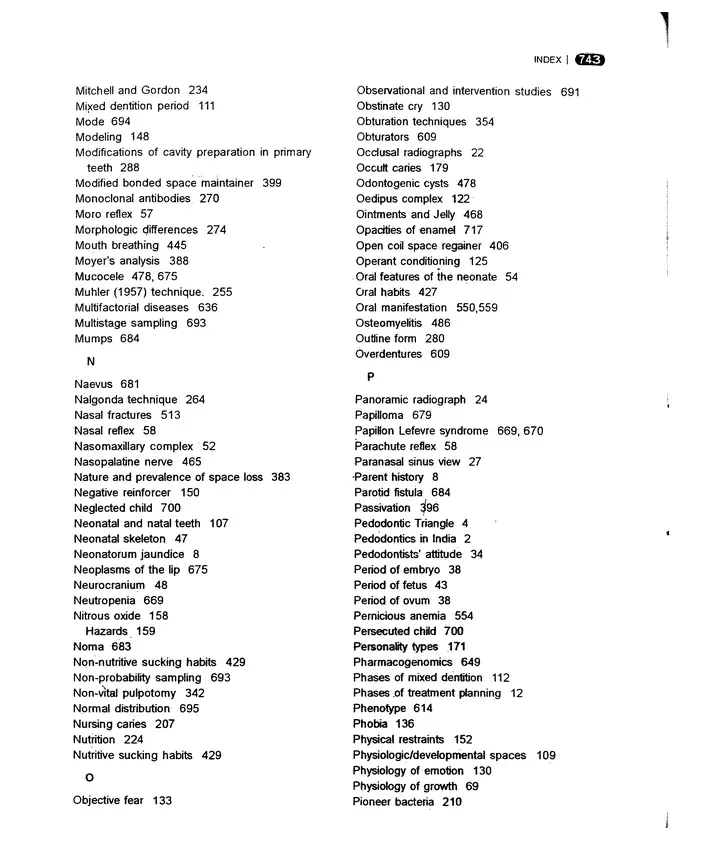 INDEX | 743
Mitchell and Gordon 234
Mixed dentition period 111
Mode 694
Modeling 148
Modifications of cavity preparation in primary
teeth 288
Modified bonded space maintainer 399
Monoclonal antibodies 270
Moro reflex 57
Morphologic differences 274
Mouth breathing 445
Moyer's analysis 388
Mucocele 478, 675
Muhler (1957) technique. 255
Multifactorial diseases 636
Multistage sampling 693
Mumps 684
N
Naevus 681
Nalgonda technique 264
Nasal fractures 513
Nasal reflex 58
Nasomaxillary complex 52
Nasopalatine nerve 465
Nature and prevalence of space loss 383
Negative reinforcer 150
Neglected child 700
Neonatal and natal teeth 107
Neonatal skeleton 47
Neonatorum jaundice 8
Neoplasms of the lip 675
Neurocranium 48
Neutropenia 669
Nitrous oxide 158
Hazards 159
Noma 683
Non-nutritive sucking habits 429
Non-probability sampling 693
Non-vital pulpotomy 342
Normal distribution 695
Nursing caries 207
Nutrition 224
Nutritive sucking habits 429
O
Objective fear 133
Observational and intervention studies 691
Obstinate cry 130
Obturation techniques 354
Obturators 609
Occlusal radiographs 22
Occult caries 179
Odontogenic cysts 478
Oedipus complex 122
Ointments and Jelly 468
Opacities of enamel 717
Open coil space regainer 406
Operant conditioning 125
Oral features of the neonate 54
Oral habits 427
Oral manifestation 550,559
Osteomyelitis 486
Outline form 280
Overdentures 609
P
Panoramic radiograph 24
Papilloma 679
Papillon Lefevre syndrome 669, 670
Parachute reflex 58
Paranasal sinus view 27
Parent history 8
Parotid fistula 684
Passivation 396
Pedodontic Triangle 4
Pedodontics in India 2
Pedodontists' attitude 34
Period of embryo 38
Period of fetus 43
Period of ovum 38
Pernicious anemia 554
Persecuted child 700
Personality types 171
Pharmacogenomics 649
Phases of mixed dentition 112
Phases of treatment planning 12
Phenotype 614
Phobia 136
Physical restraints 152
Physiologic/developmental spaces 109
Physiology of emotion 130
Physiology of growth 69
Pioneer bacteria 210